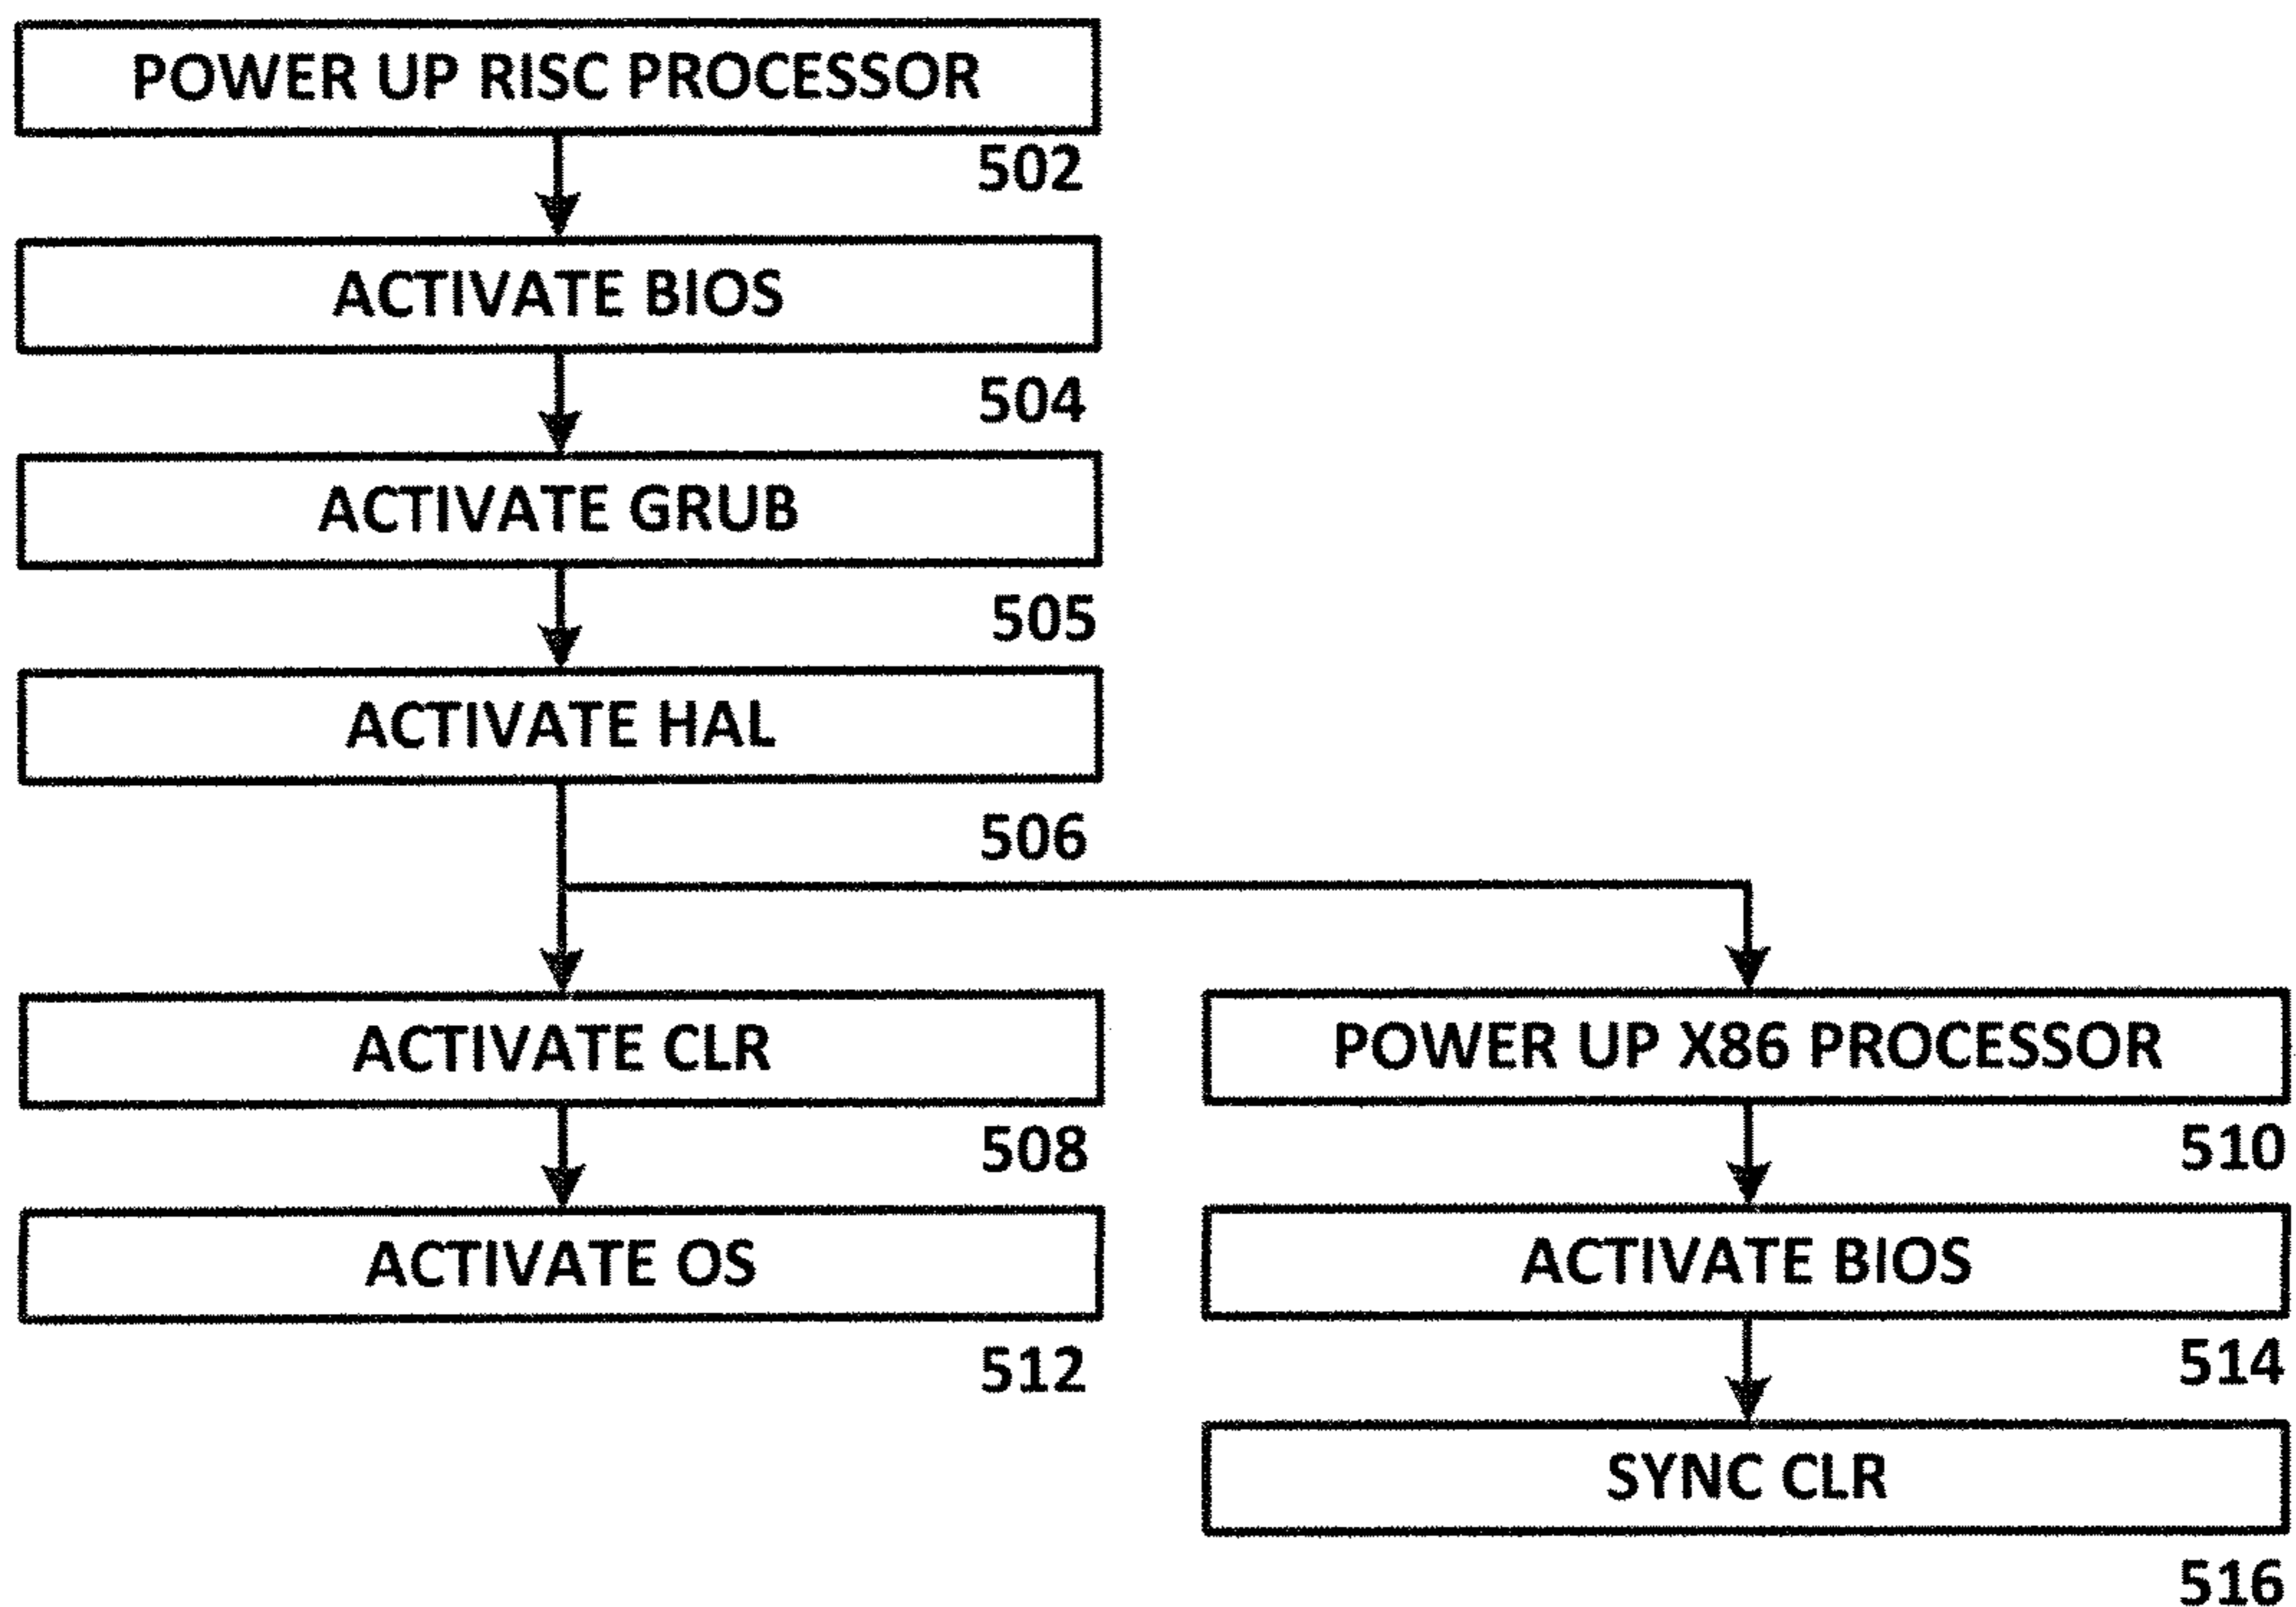 POWER UP RISC PROCESSOR
502
ACTIVATE BIOS
504
ACTIVATE GRUB
505
ACTIVATE HAL
506
ACTIVATE CLR
508
ACTIVATE OS
512
POWER UP X86 PROCESSOR
510
ACTIVATE BIOS
514
SYNC CLR
516